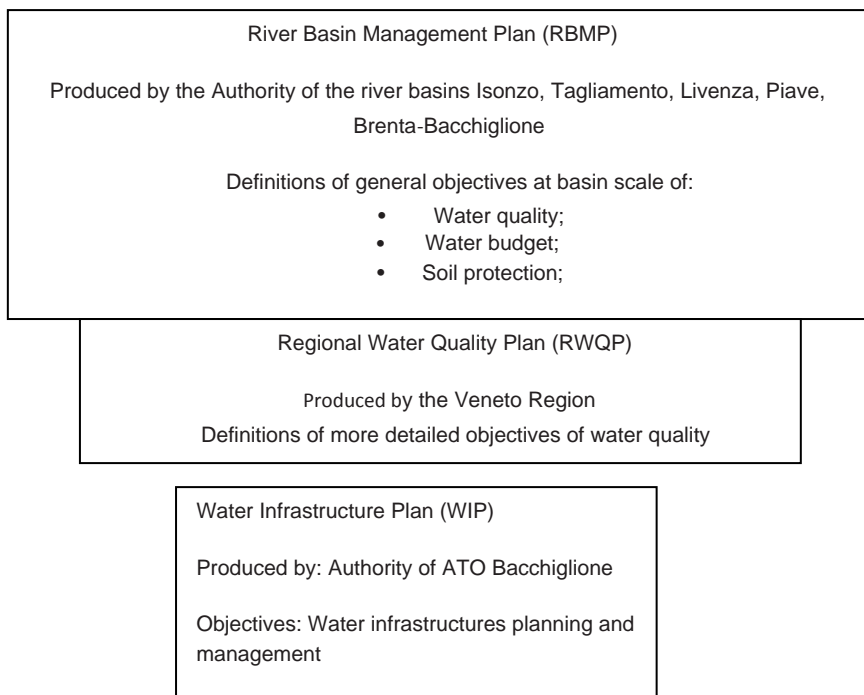 River Basin Management Plan (RBMP)
Produced by the Authority of the river basins Isonzo, Tagliamento, Livenza, Piave,
Brenta-Bacchiglione
Definitions of general objectives at basin scale of:
• Water quality;
• Water budget;
• Soil protection;
Regional Water Quality Plan (RWQP)
Produced by the Veneto Region
Definitions of more detailed objectives of water quality
Water Infrastructure Plan (WIP)
Produced by: Authority of ATO Bacchiglione
Objectives: Water infrastructures planning and
management